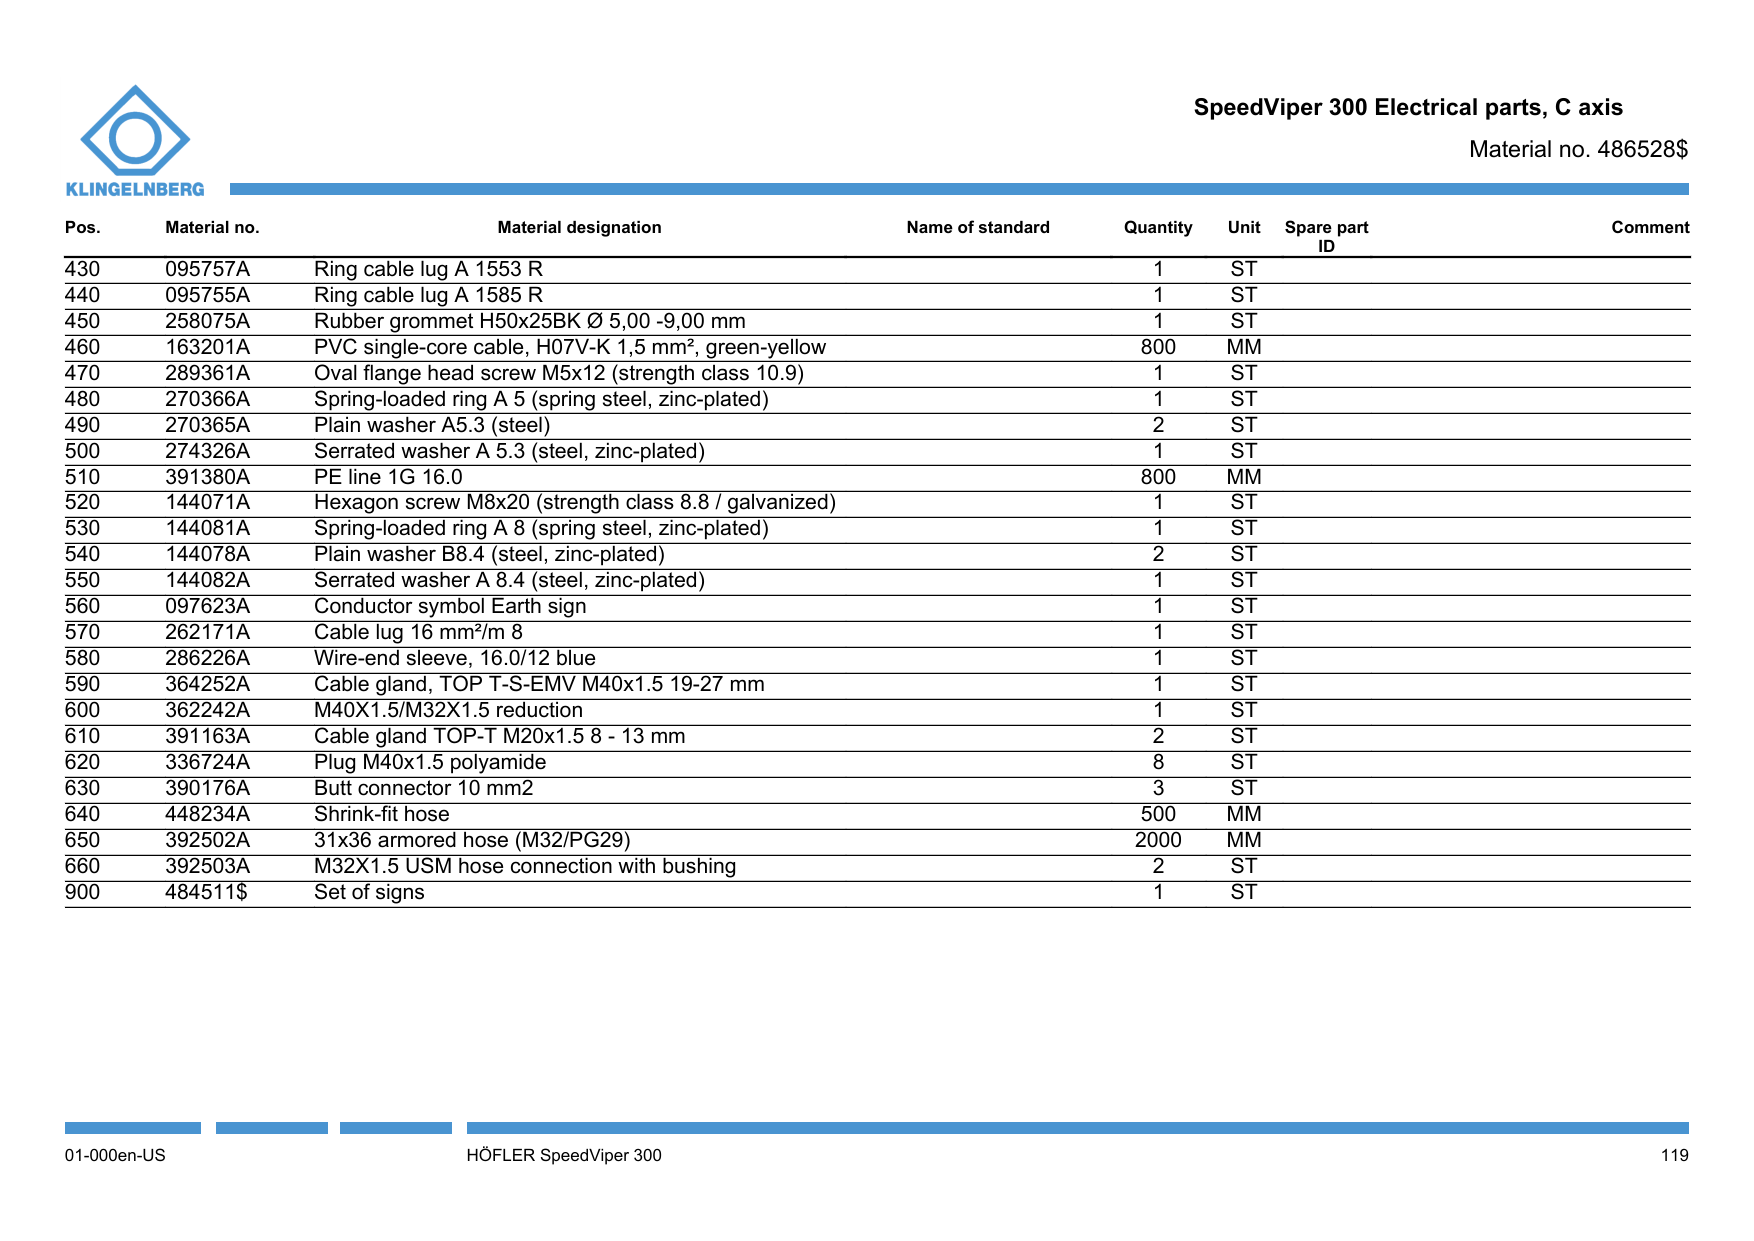 KLINGELNBERG
SpeedViper 300 Electrical parts, C axis
Material no. 486528$
Pos. Material no. Material designation Name of standard Quantity Unit Spare part ID Comment
430 095757A Ring cable lug A 1553 R 1 ST
440 095755A Ring cable lug A 1585 R 1 ST
450 258075A Rubber grommet H50x25BK Ø 5,00 -9,00 mm 1 ST
460 163201A PVC single-core cable, H07V-K 1,5 mm², green-yellow 800 MM
470 289361A Oval flange head screw M5x12 (strength class 10.9) 1 ST
480 270366A Spring-loaded ring A 5 (spring steel, zinc-plated) 1 ST
490 270365A Plain washer A5.3 (steel) 2 ST
500 274326A Serrated washer A 5.3 (steel, zinc-plated) 1 ST
510 391380A PE line 1G 16.0 800 MM
520 144071A Hexagon screw M8x20 (strength class 8.8 / galvanized) 1 ST
530 144081A Spring-loaded ring A 8 (spring steel, zinc-plated) 1 ST
540 144078A Plain washer B8.4 (steel, zinc-plated) 2 ST
550 144082A Serrated washer A 8.4 (steel, zinc-plated) 1 ST
560 097623A Conductor symbol Earth sign 1 ST
570 262171A Cable lug 16 mm²/m 8 1 ST
580 286226A Wire-end sleeve, 16.0/12 blue 1 ST
590 364252A Cable gland, TOP T-S-EMV M40x1.5 19-27 mm 1 ST
600 362242A M40X1.5/M32X1.5 reduction 1 ST
610 391163A Cable gland TOP-T M20x1.5 8 - 13 mm 2 ST
620 336724A Plug M40x1.5 polyamide 8 ST
630 390176A Butt connector 10 mm2 3 ST
640 448234A Shrink-fit hose 500 MM
650 392502A 31x36 armored hose (M32/PG29) 2000 MM
660 392503A M32X1.5 USM hose connection with bushing 2 ST
900 484511$ Set of signs 1 ST
01-000en-US HÖFLER SpeedViper 300 119